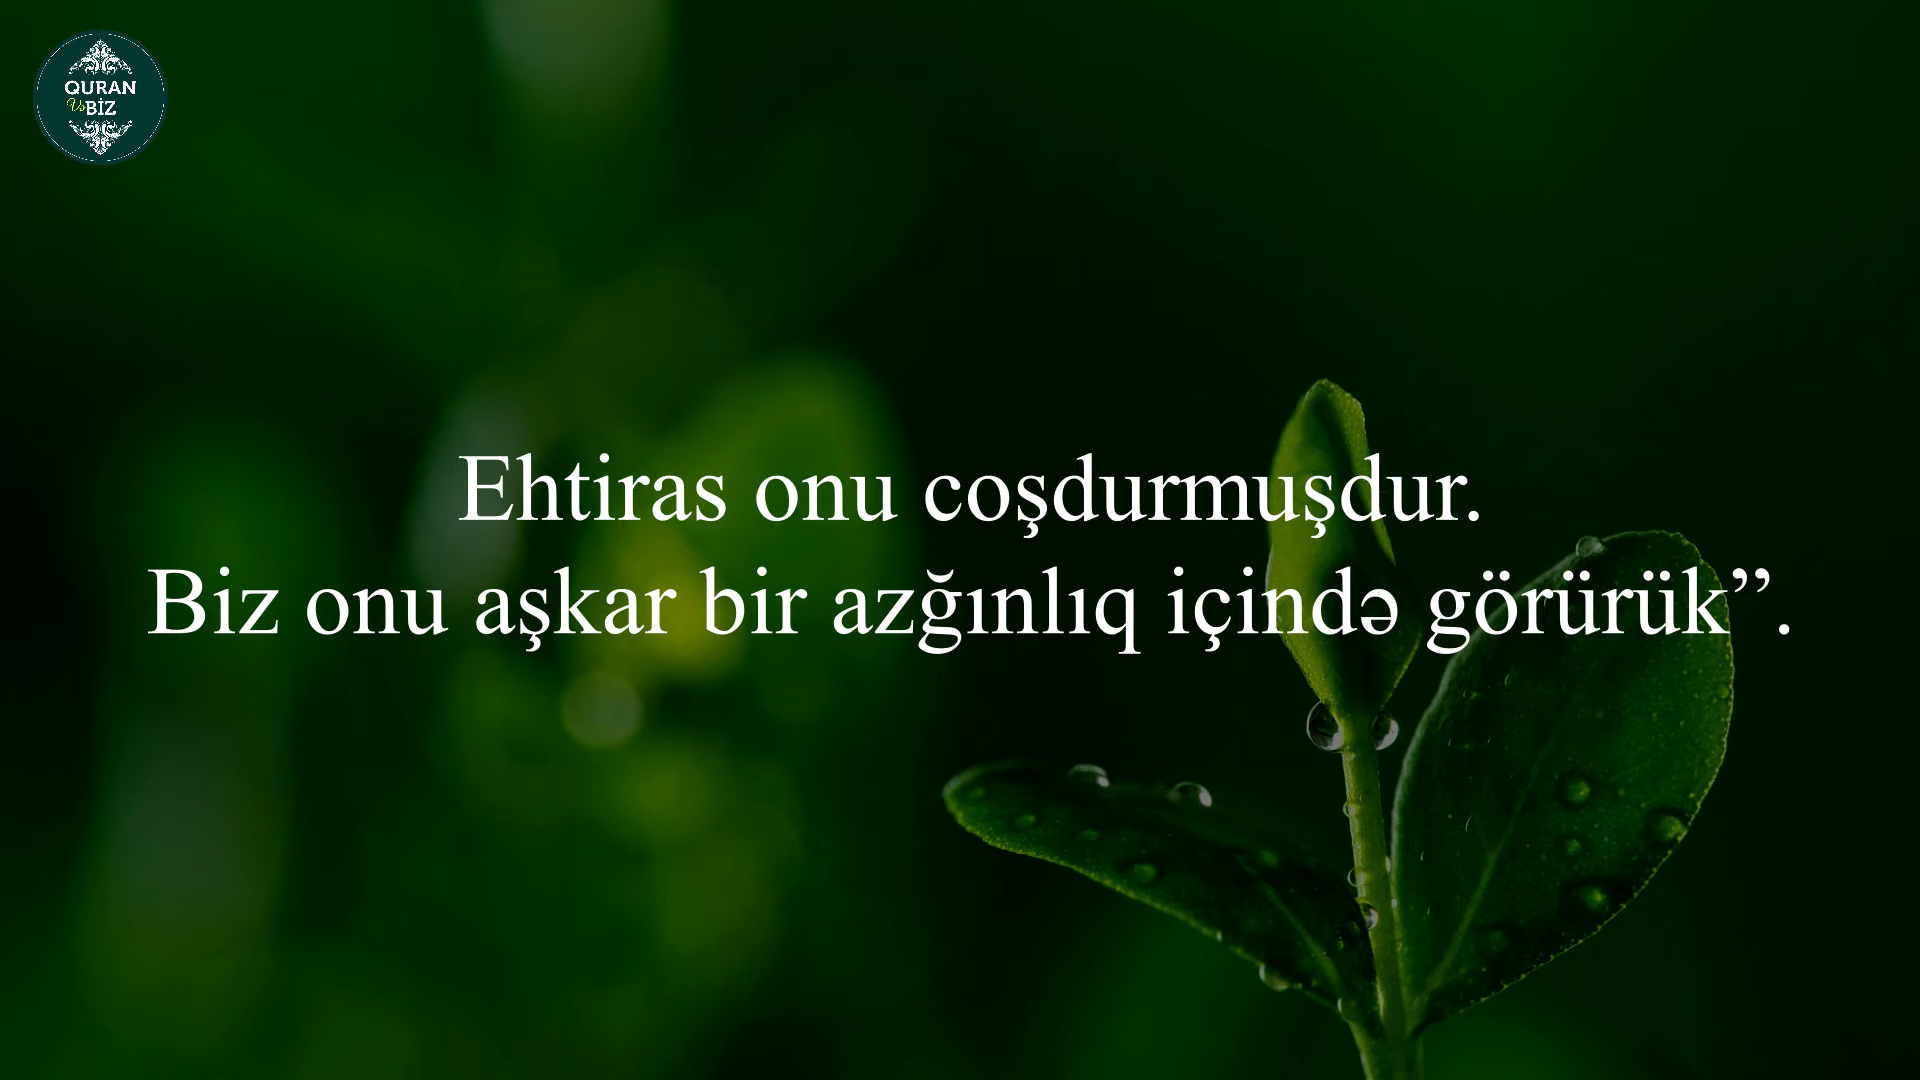 QURAN
Və BİZ
Ehtiras onu coşdurmuşdur.
Biz onu aşkar bir azğınlıq içində görürük”.